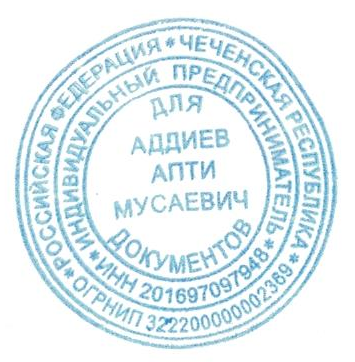 РОССИЙСКАЯ ФЕДЕРАЦИЯ * ЧЕЧЕНСКАЯ РЕСПУБЛИКА *
ОГРНИП 322200000002369 *
ИНДИВИДУАЛЬНЫЙ ПРЕДПРИНИМАТЕЛЬ *
ИНН 201697097948 *
ДЛЯ
АДДИЕВ
АПТИ
МУСАЕВИЧ
ДОКУМЕНТОВ